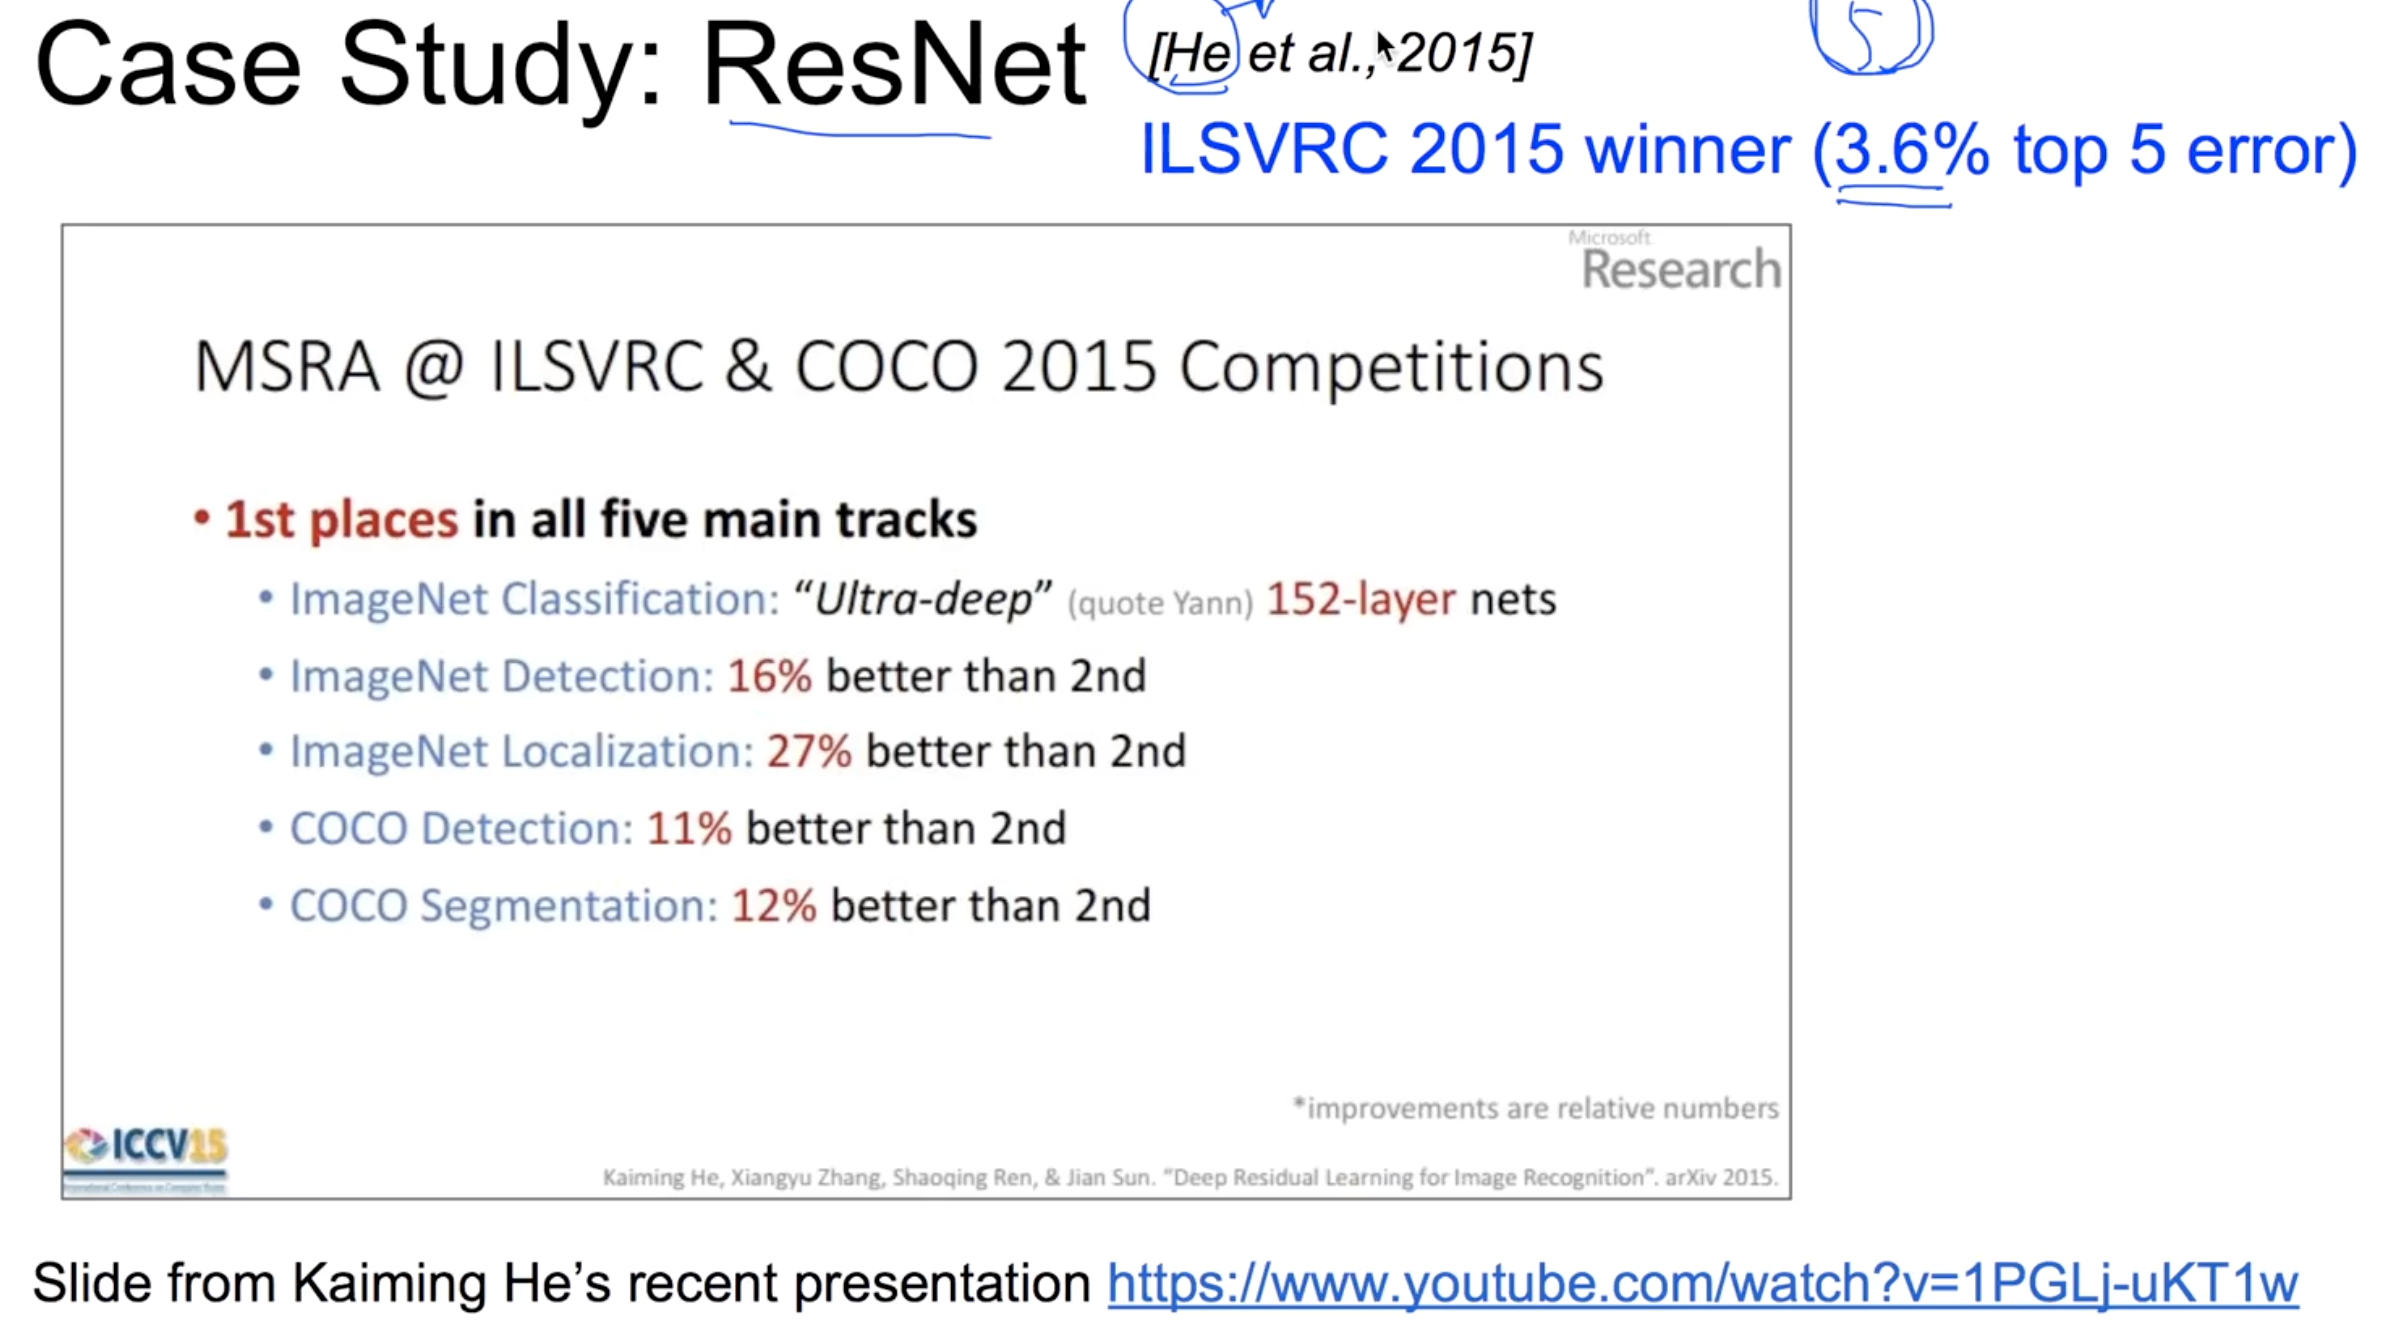 Case Study: ResNet [He et al., 2015]
5
ILSVRC 2015 winner (3.6% top 5 error)
Microsoft
Research
MSRA @ ILSVRC & COCO 2015 Competitions
• 1st places in all five main tracks
• ImageNet Classification: “Ultra-deep” (quote Yann) 152-layer nets
• ImageNet Detection: 16% better than 2nd
• ImageNet Localization: 27% better than 2nd
• COCO Detection: 11% better than 2nd
• COCO Segmentation: 12% better than 2nd
*improvements are relative numbers
ICCV15
Kaiming He, Xiangyu Zhang, Shaoqing Ren, & Jian Sun. “Deep Residual Learning for Image Recognition”. arXiv 2015.
Slide from Kaiming He’s recent presentation https://www.youtube.com/watch?v=1PGLj-uKT1w